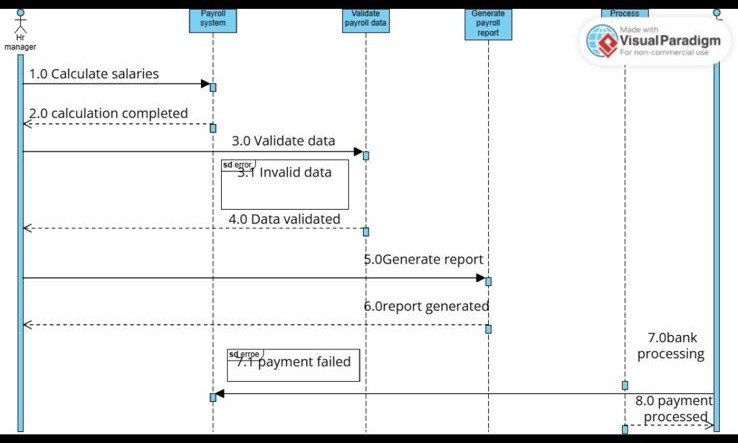 Payroll
system
Validate
payroll data
Generate
payroll
report
Process
Made with
VisualParadigm
For non-commercial use
Hr
manager
1.0 Calculate salaries
2.0 calculation completed
3.0 Validate data
sd error
3.1 Invalid data
4.0 Data validated
5.0Generate report
6.0report generated
7.0bank
processing
sd erroe
7.1 payment failed
8.0 payment
processed